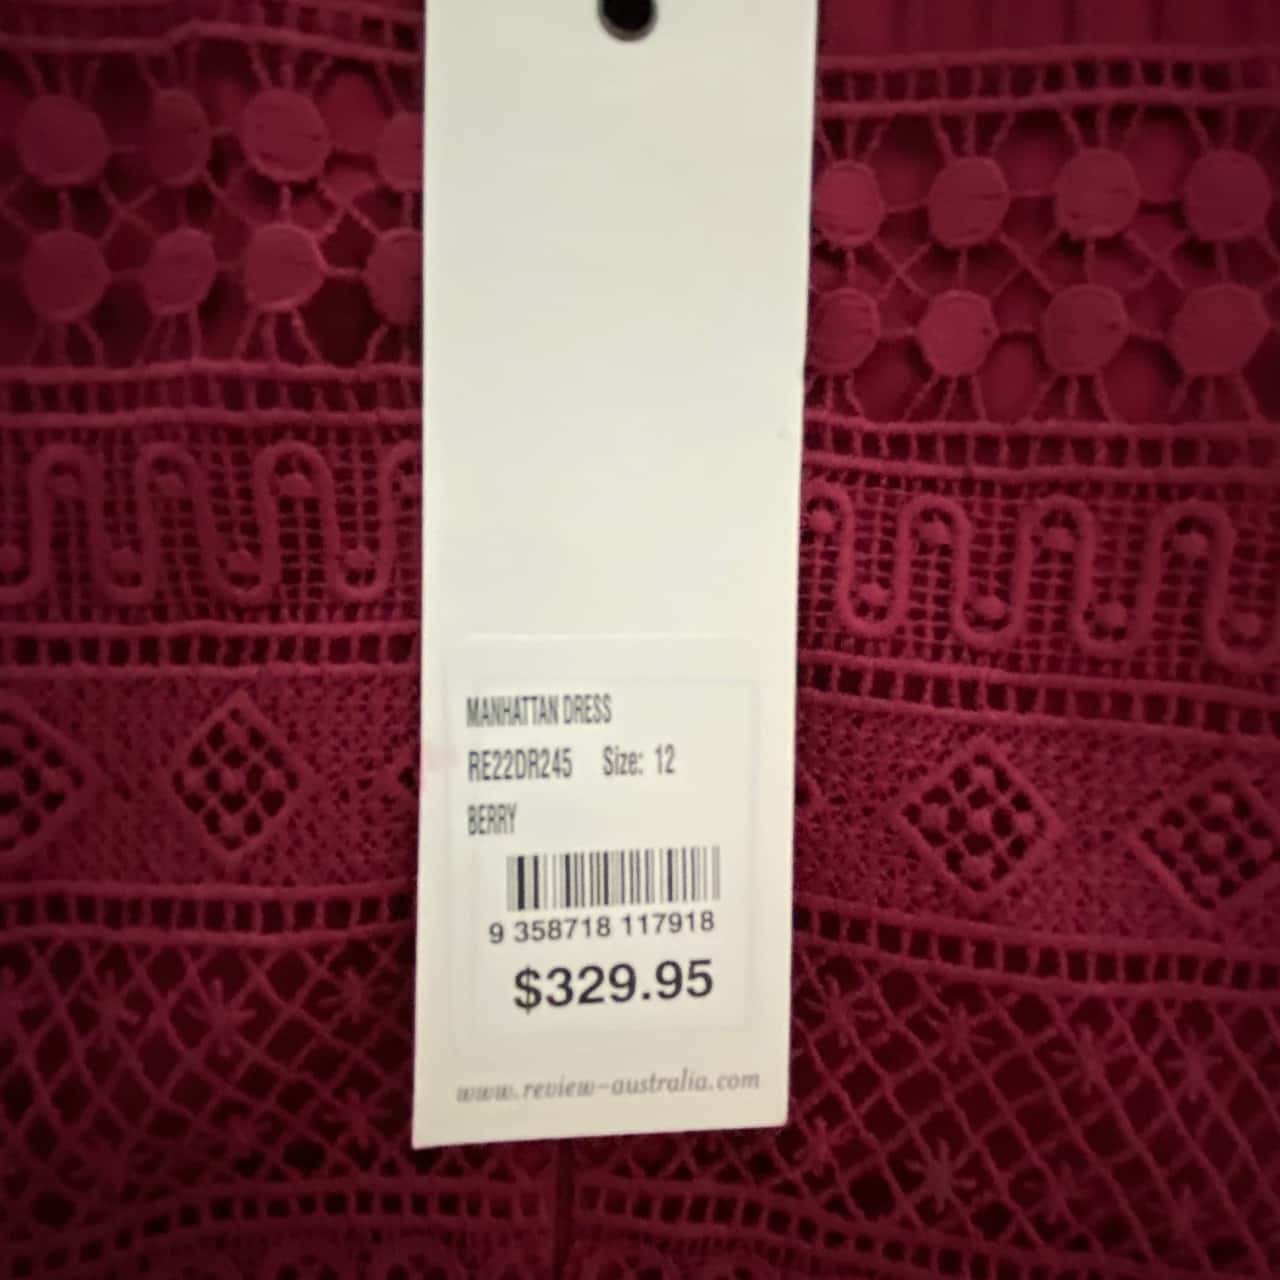 MANHATTAN DRESS
RE22DR245 Size: 12
BERRY
9 358718 117918
$329.95
www.review-australia.com